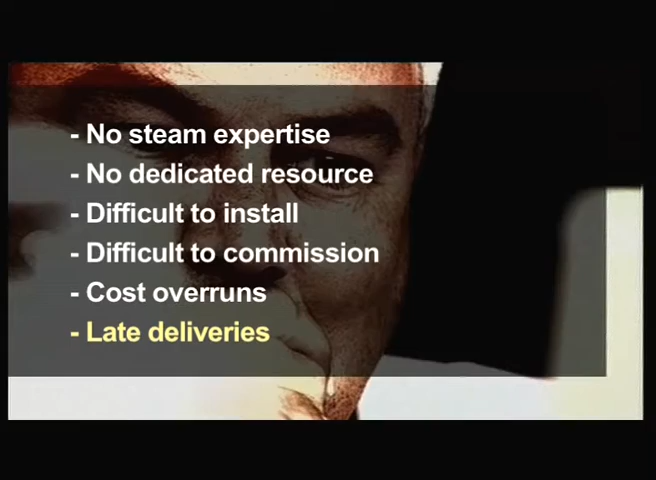 - No steam expertise
- No dedicated resource
- Difficult to install
- Difficult to commission
- Cost overruns
- Late deliveries